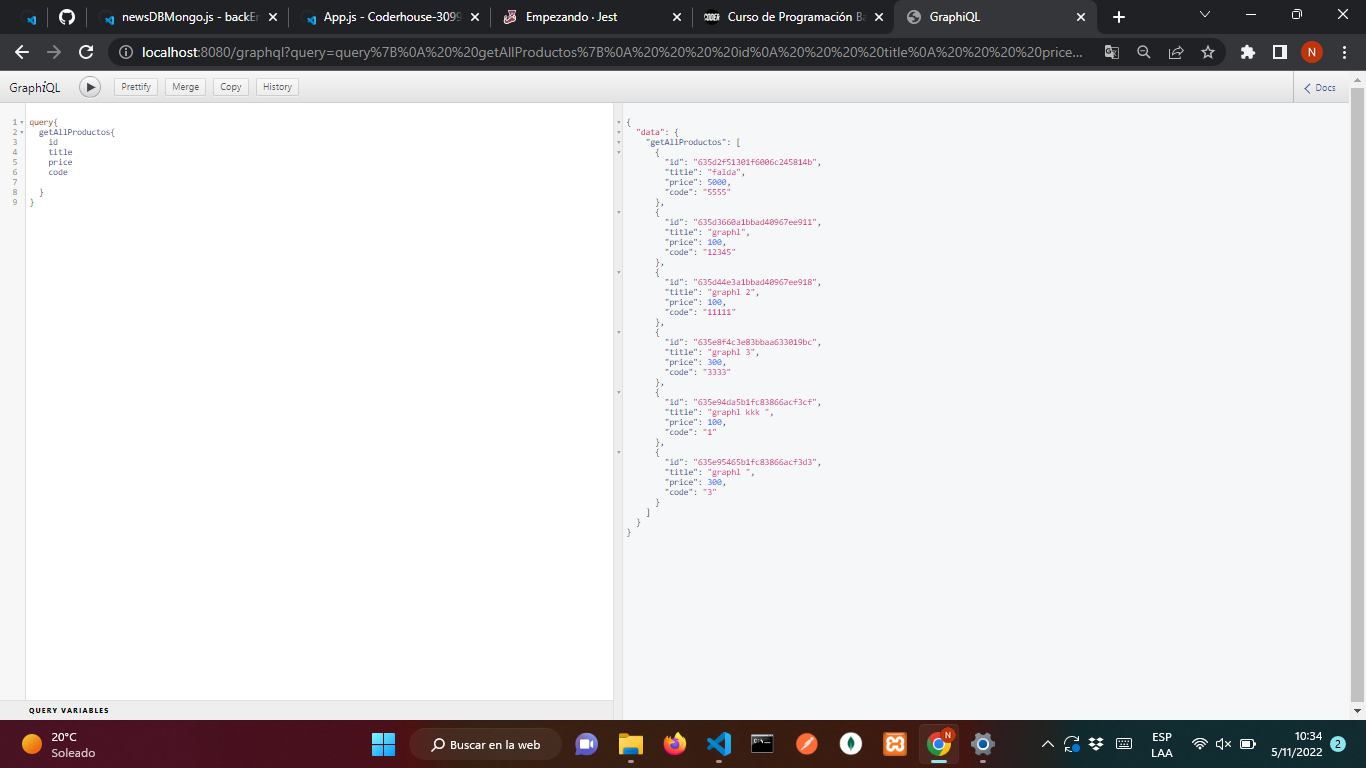 newsDBMongo.js - backEn
App.js - Coderhouse-3099
Empezando · Jest
CODER
Curso de Programación Ba
GraphiQL
localhost:8080/graphql?query=query%7B%0A%20%20getAllProductos%7B%0A%20%20%20%20id%0A%20%20%20%20title%0A%20%20%20%20price...
N
GraphiQL
Prettify
Merge
Copy
History
Docs
1 query{
2 getAllProductos{
3 id
4 title
5 price
6 code
7
8 }
9 }
{
"data": {
"getAllProductos": [
{
"id": "635d2f51301f6006c245814b",
"title": "falda",
"price": 5000,
"code": "5555"
},
{
"id": "635d3660a1bbad40967ee911",
"title": "graphl",
"price": 100,
"code": "12345"
},
{
"id": "635d44e3a1bbad40967ee918",
"title": "graphl 2",
"price": 100,
"code": "11111"
},
{
"id": "635e8f4c3e83bbaa633019bc",
"title": "graphl 3",
"price": 300,
"code": "3333"
},
{
"id": "635e94da5b1fc83866acf3cf",
"title": "graphl kkk ",
"price": 100,
"code": "1"
},
{
"id": "635e95465b1fc83866acf3d3",
"title": "graphl ",
"price": 300,
"code": "3"
}
]
}
}
QUERY VARIABLES
20°C
Soleado
Buscar en la web
N
ESP
LAA
10:34
5/11/2022
2